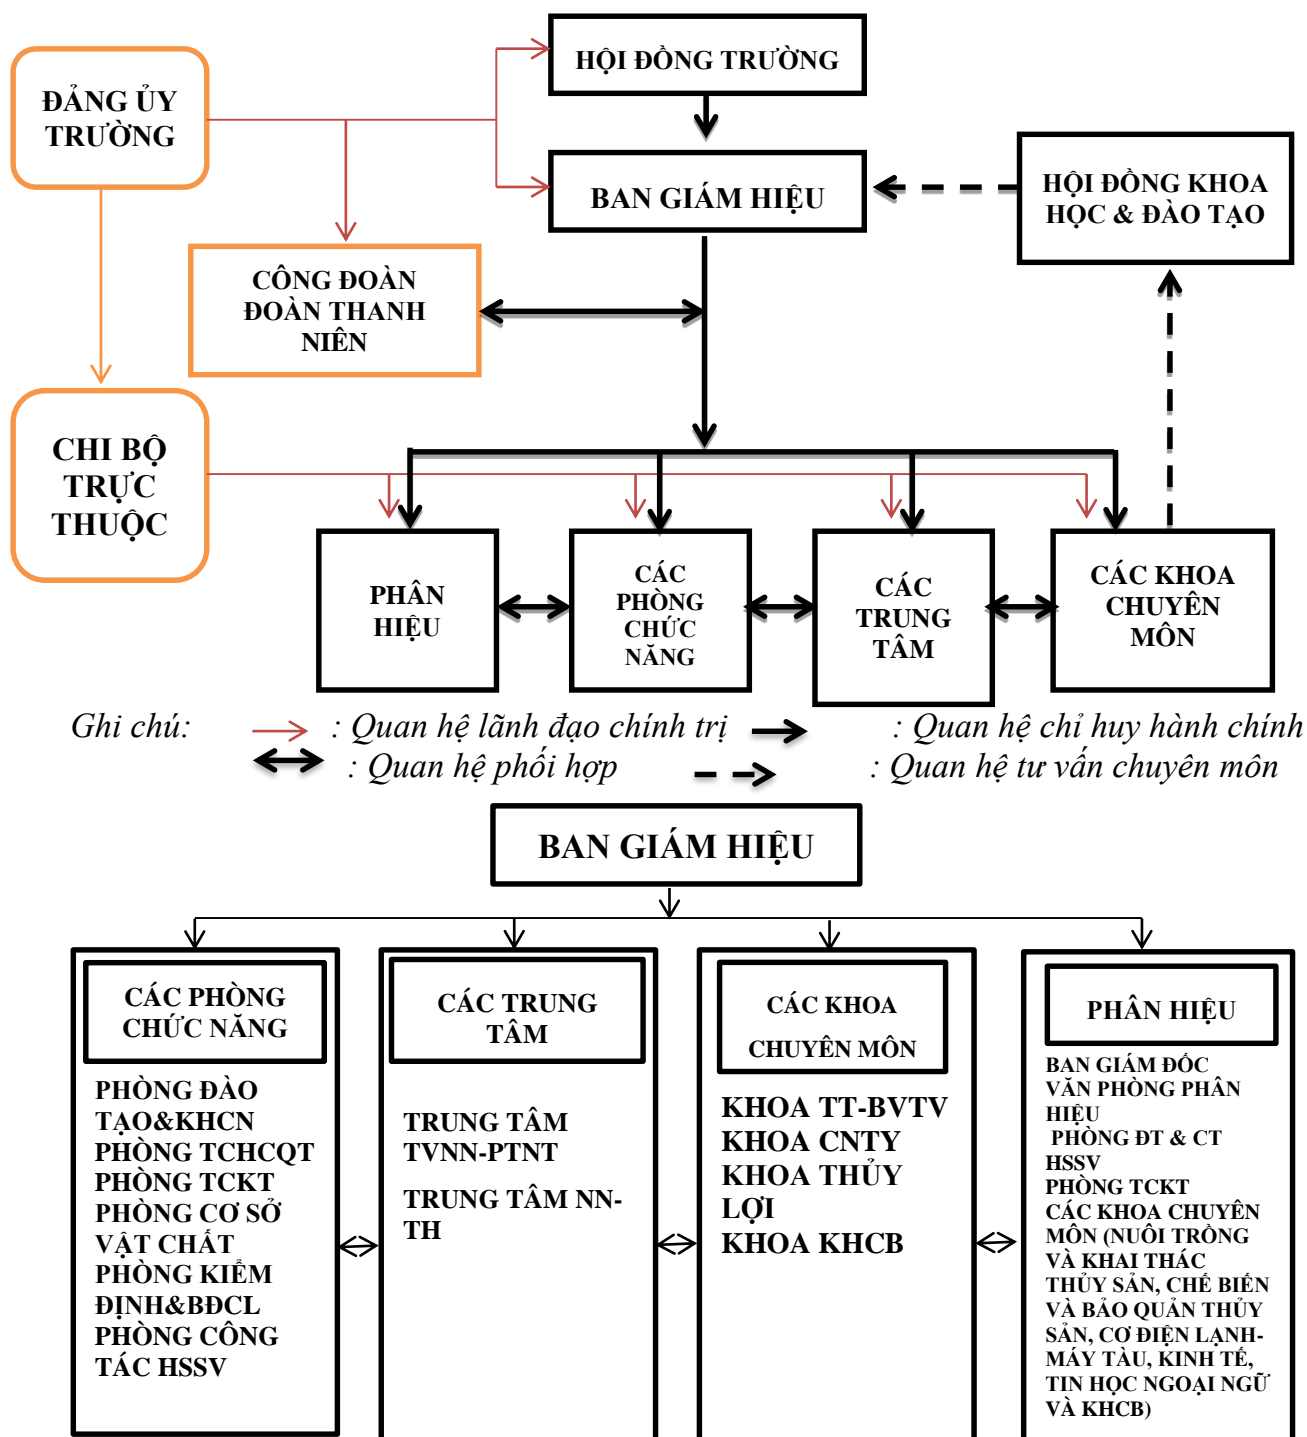 HỘI ĐỒNG TRƯỜNG
ĐẢNG ỦY
TRƯỜNG
BAN GIÁM HIỆU
HỘI ĐỒNG KHOA
HỌC & ĐÀO TẠO
CÔNG ĐOÀN
ĐOÀN THANH
NIÊN
CHI BỘ
TRỰC
THUỘC
PHÂN
HIỆU
CÁC
PHÒNG
CHỨC
NĂNG
CÁC
TRUNG
TÂM
CÁC KHOA
CHUYÊN
MÔN
Ghi chú: : Quan hệ lãnh đạo chính trị : Quan hệ chỉ huy hành chính
: Quan hệ phối hợp : Quan hệ tư vấn chuyên môn
BAN GIÁM HIỆU
CÁC PHÒNG
CHỨC NĂNG
PHÒNG ĐÀO
TẠO&KHCN
PHÒNG TCHCQT
PHÒNG TCKT
PHÒNG CƠ SỞ
VẬT CHẤT
PHÒNG KIỂM
ĐỊNH&BĐCL
PHÒNG CÔNG
TÁC HSSV
CÁC TRUNG
TÂM
TRUNG TÂM
TVNN-PTNT
TRUNG TÂM NN-
TH
CÁC KHOA
CHUYÊN MÔN
KHOA TT-BVTV
KHOA CNTY
KHOA THỦY
LỢI
KHOA KHCB
PHÂN HIỆU
BAN GIÁM ĐỐC
VĂN PHÒNG PHÂN
HIỆU
PHÒNG ĐT & CT
HSSV
PHÒNG TCKT
CÁC KHOA CHUYÊN
MÔN (NUÔI TRỒNG
VÀ KHAI THÁC
THỦY SẢN, CHẾ BIẾN
VÀ BẢO QUẢN THỦY
SẢN, CƠ ĐIỆN LẠNH-
MÁY TÀU, KINH TẾ,
TIN HỌC NGOẠI NGỮ
VÀ KHCB)